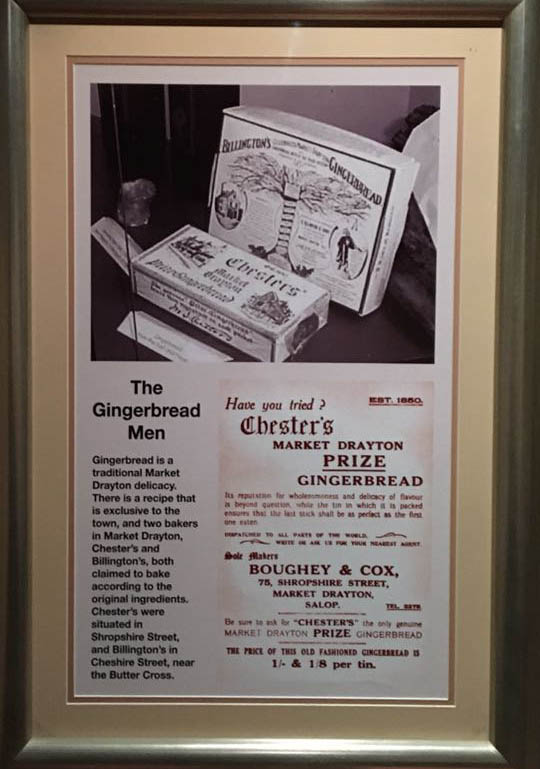 BILLINGTON'S
GINGERBREAD
Chester's
Market
Drayton
Gingerbread
The
Gingerbread
Men
Gingerbread is a
traditional Market
Drayton delicacy.
There is a recipe that
is exclusive to the
town, and two bakers
in Market Drayton,
Chester's and
Billington's, both
claimed to bake
according to the
original ingredients.
Chester's were
situated in
Shropshire Street,
and Billington's in
Cheshire Street, near
the Butter Cross.
Have you tried ?
EST. 1850.
Chester's
MARKET DRAYTON
PRIZE
GINGERBREAD
Its reputation for wholesomeness and delicacy of flavour
is beyond question, while the tin in which it is packed
ensures that the last stick shall be as perfect as the first
one eaten.
DISPATCHED TO ALL PARTS OF THE WORLD.
WRITE OR ASK US FOR YOUR NEAREST AGENT.
Sole Makers
BOUGHEY & COX,
75, SHROPSHIRE STREET,
MARKET DRAYTON,
SALOP.
TEL.
Be sure to ask for "CHESTER'S" the only genuine
MARKET DRAYTON PRIZE GINGERBREAD
THE PRICE OF THIS OLD FASHIONED GINGERBREAD IS
1/- & 1/8 per tin.